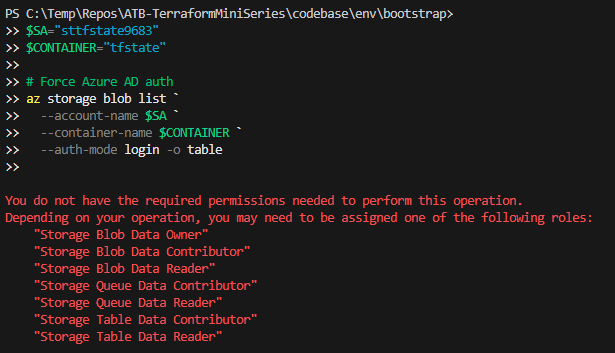 PS C:\Temp\Repos\ATB-TerraformMiniSeries\codebase\env\bootstrap>
>> $SA="sttfstate9683"
>> $CONTAINER="tfstate"
>>
>> # Force Azure AD auth
>> az storage blob list `
>>   --account-name $SA `
>>   --container-name $CONTAINER `
>>   --auth-mode login -o table
>>
You do not have the required permissions needed to perform this operation.
Depending on your operation, you may need to be assigned one of the following roles:
    "Storage Blob Data Owner"
    "Storage Blob Data Contributor"
    "Storage Blob Data Reader"
    "Storage Queue Data Contributor"
    "Storage Queue Data Reader"
    "Storage Table Data Contributor"
    "Storage Table Data Reader"